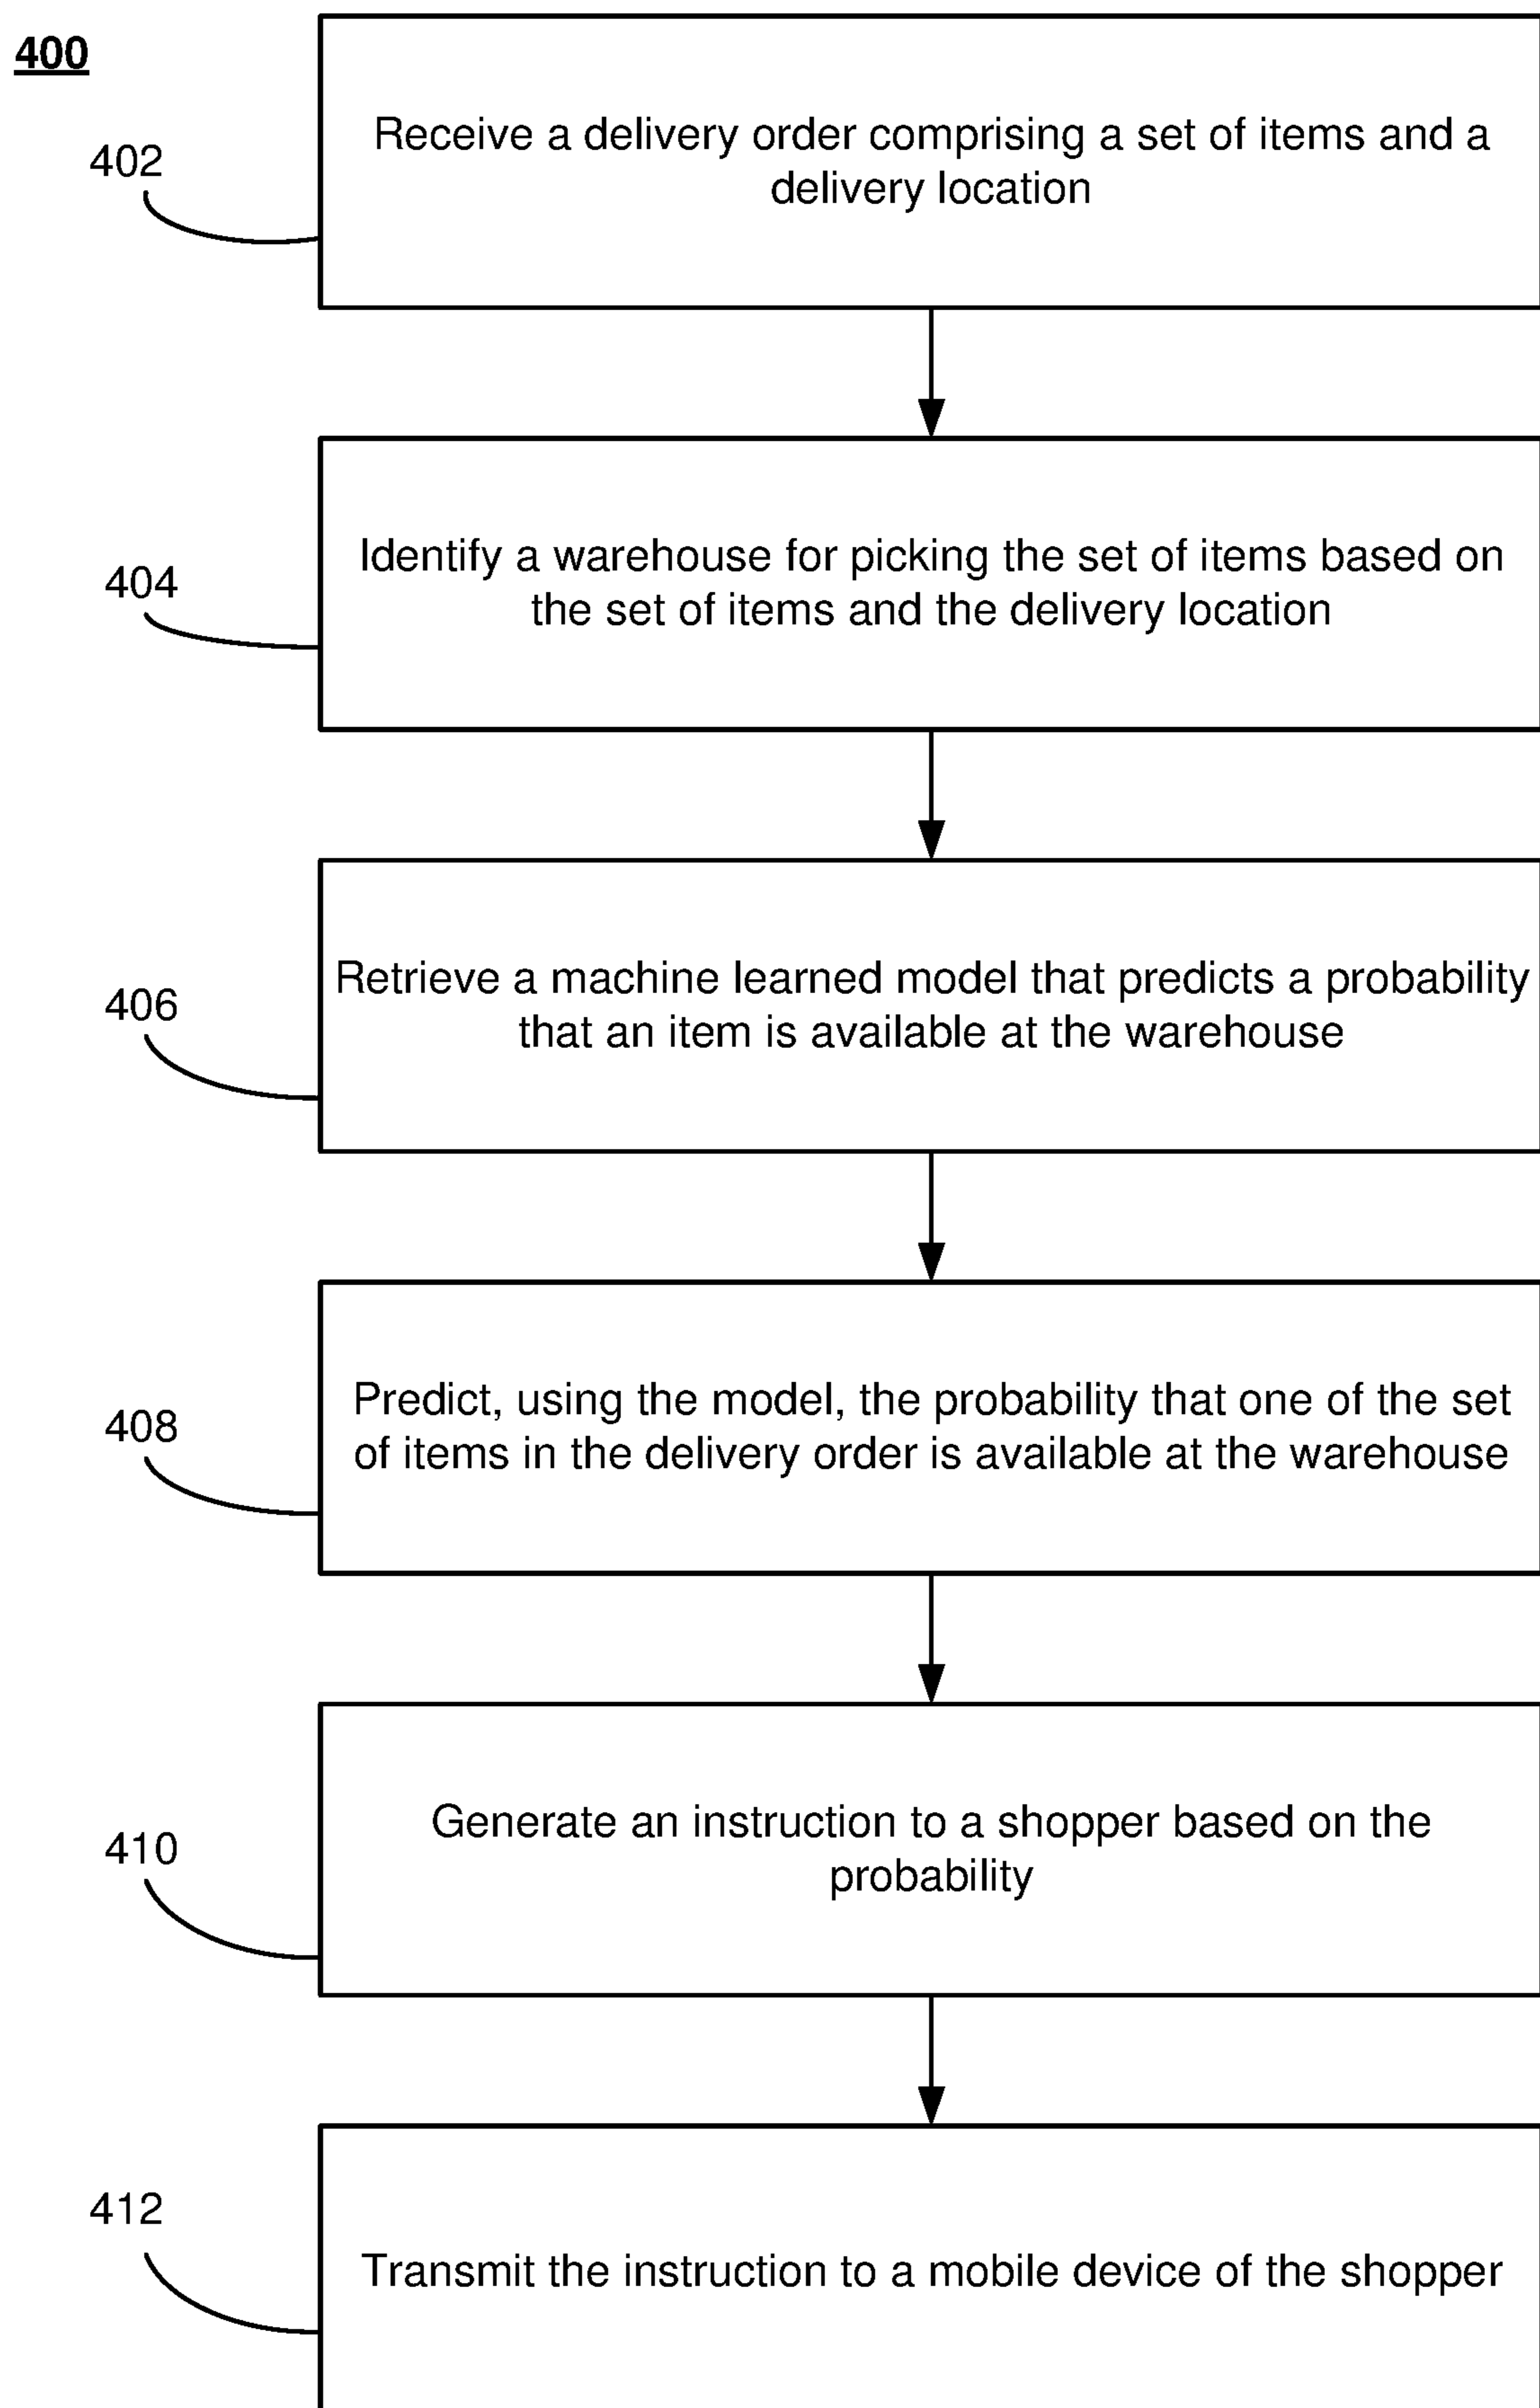 400
402
Receive a delivery order comprising a set of items and a
delivery location
404
Identify a warehouse for picking the set of items based on
the set of items and the delivery location
406
Retrieve a machine learned model that predicts a probability
that an item is available at the warehouse
408
Predict, using the model, the probability that one of the set
of items in the delivery order is available at the warehouse
410
Generate an instruction to a shopper based on the
probability
412
Transmit the instruction to a mobile device of the shopper